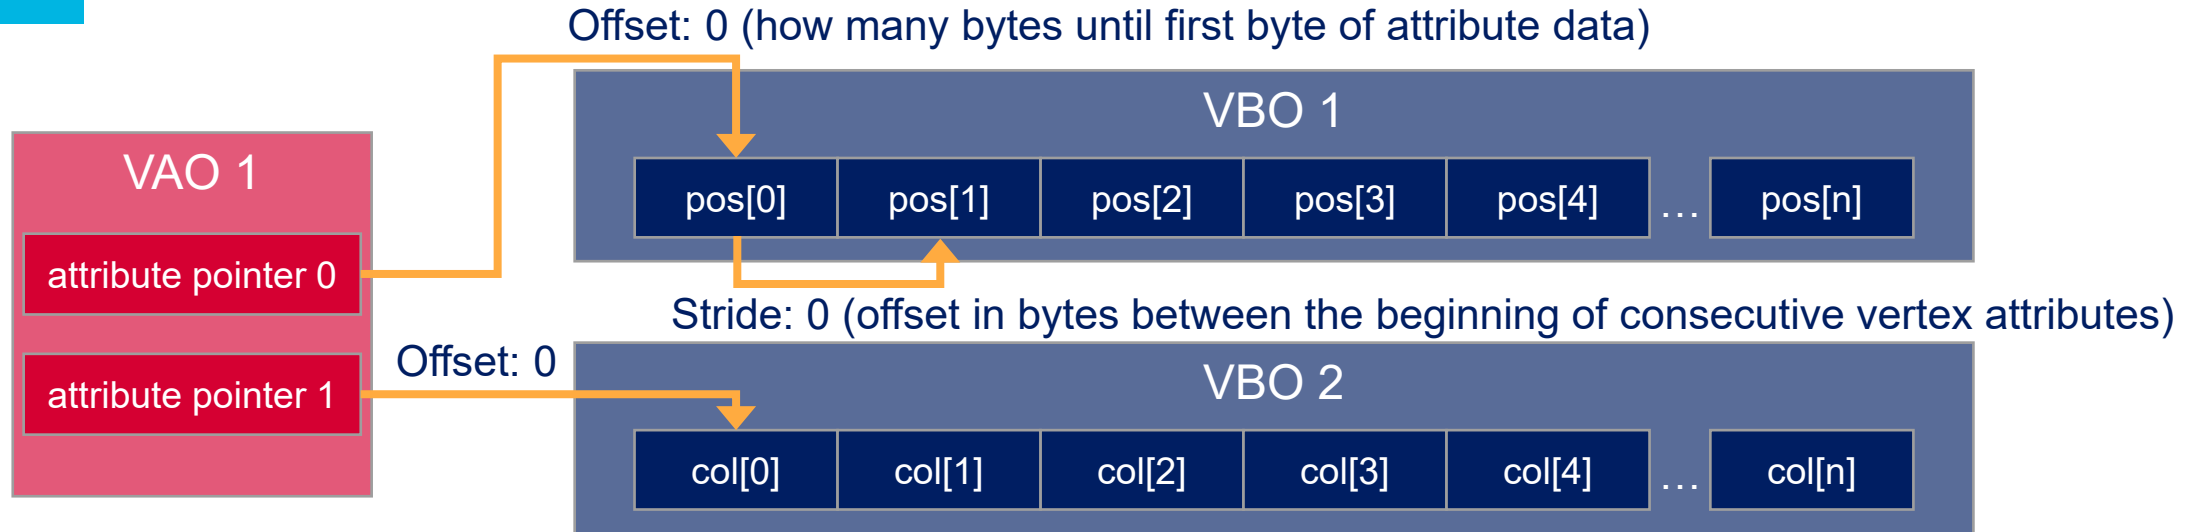 Offset: 0 (how many bytes until first byte of attribute data)
VBO 1
pos[0] pos[1] pos[2] pos[3] pos[4] ... pos[n]
VAO 1
attribute pointer 0
attribute pointer 1
Stride: 0 (offset in bytes between the beginning of consecutive vertex attributes)
Offset: 0
VBO 2
col[0] col[1] col[2] col[3] col[4] ... col[n]